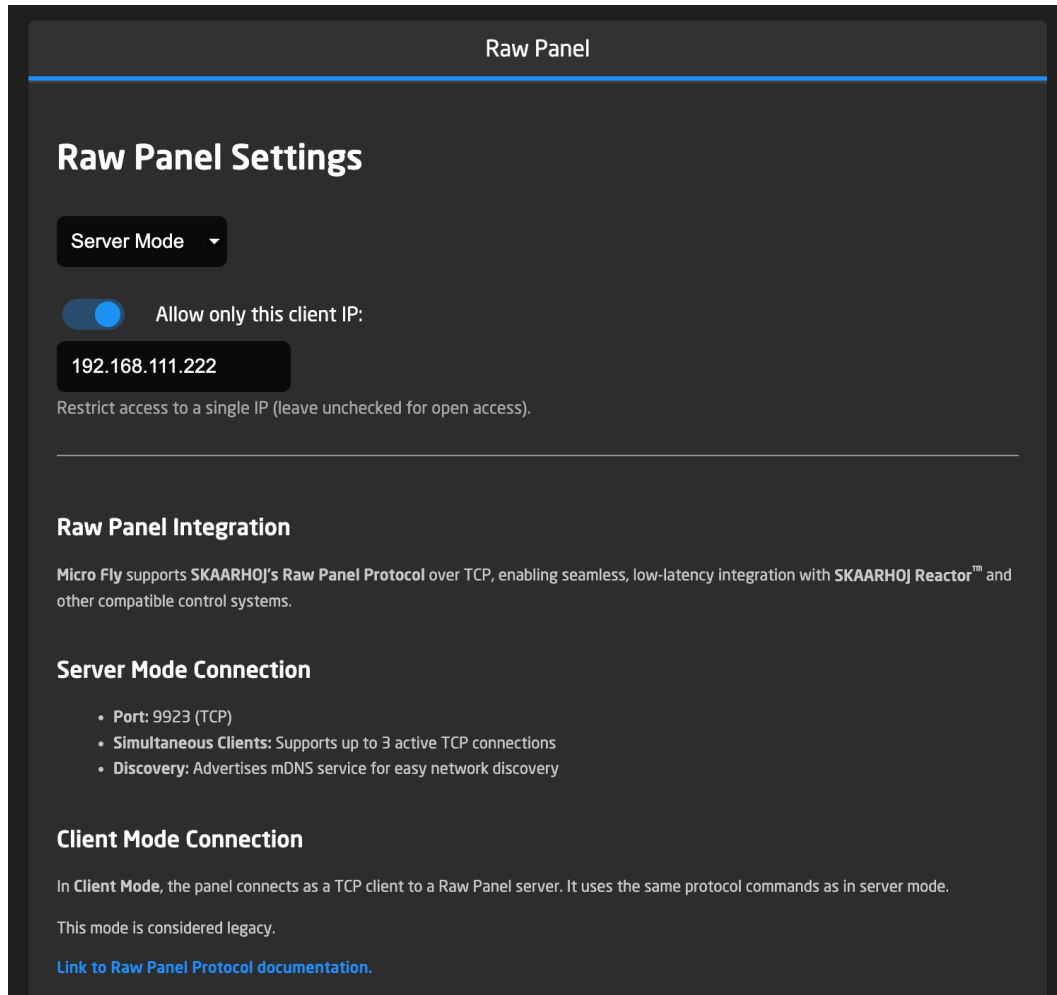 Raw Panel
Raw Panel Settings
Server Mode
Allow only this client IP:
192.168.111.222
Restrict access to a single IP (leave unchecked for open access).
Raw Panel Integration
Micro Fly supports SKAARHOJ's Raw Panel Protocol over TCP, enabling seamless, low-latency integration with SKAARHOJ Reactor™ and
other compatible control systems.
Server Mode Connection
• Port: 9923 (TCP)
• Simultaneous Clients: Supports up to 3 active TCP connections
• Discovery: Advertises mDNS service for easy network discovery
Client Mode Connection
In Client Mode, the panel connects as a TCP client to a Raw Panel server. It uses the same protocol commands as in server mode.
This mode is considered legacy.
Link to Raw Panel Protocol documentation.